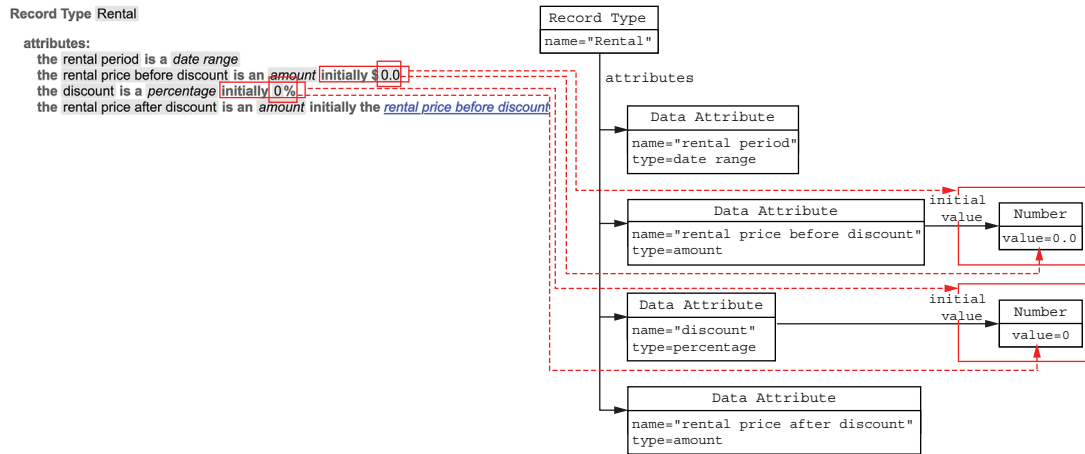 Record Type Rental
attributes:
the rental period is a date range
the rental price before discount is an amount initially $0.0
the discount is a percentage initially 0%
the rental price after discount is an amount initially the rental price before discount
Record Type
name="Rental"
attributes
Data Attribute
name="rental period"
type=date range
Data Attribute
name="rental price before discount"
type=amount
initial
value
Number
value=0.0
Data Attribute
name="discount"
type=percentage
initial
value
Number
value=0
Data Attribute
name="rental price after discount"
type=amount